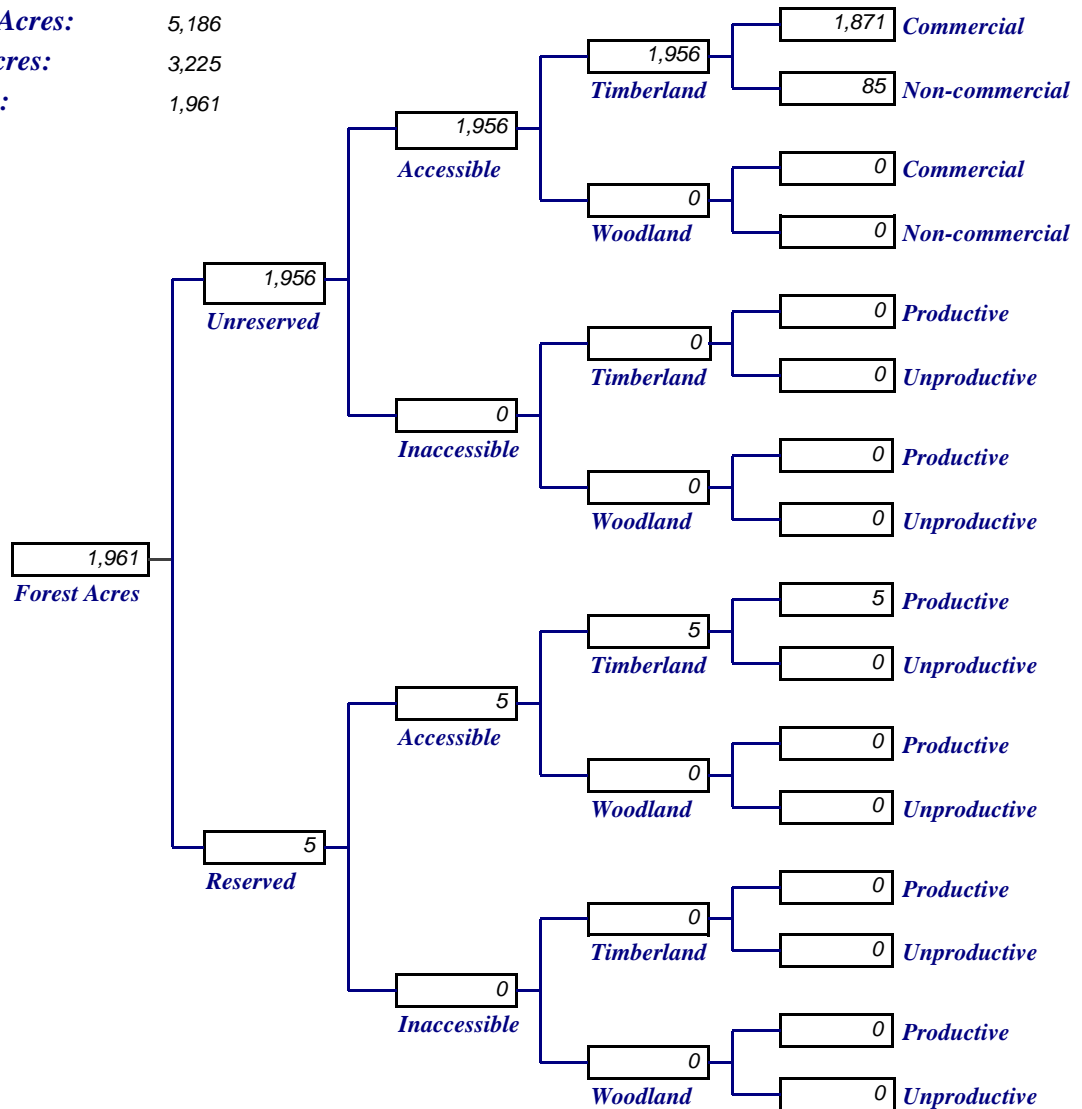 Acres: 5,186
cres: 3,225
: 1,961
1,871 Commercial
1,956
Timberland
85 Non-commercial
1,956
Accessible
0 Commercial
0
Woodland
0 Non-commercial
1,956
Unreserved
0 Productive
0
Timberland
0 Unproductive
0
Inaccessible
0 Productive
0
Woodland
0 Unproductive
1,961
Forest Acres
5 Productive
5
Timberland
0 Unproductive
5
Accessible
0 Productive
0
Woodland
0 Unproductive
5
Reserved
0 Productive
0
Timberland
0 Unproductive
0
Inaccessible
0 Productive
0
Woodland
0 Unproductive